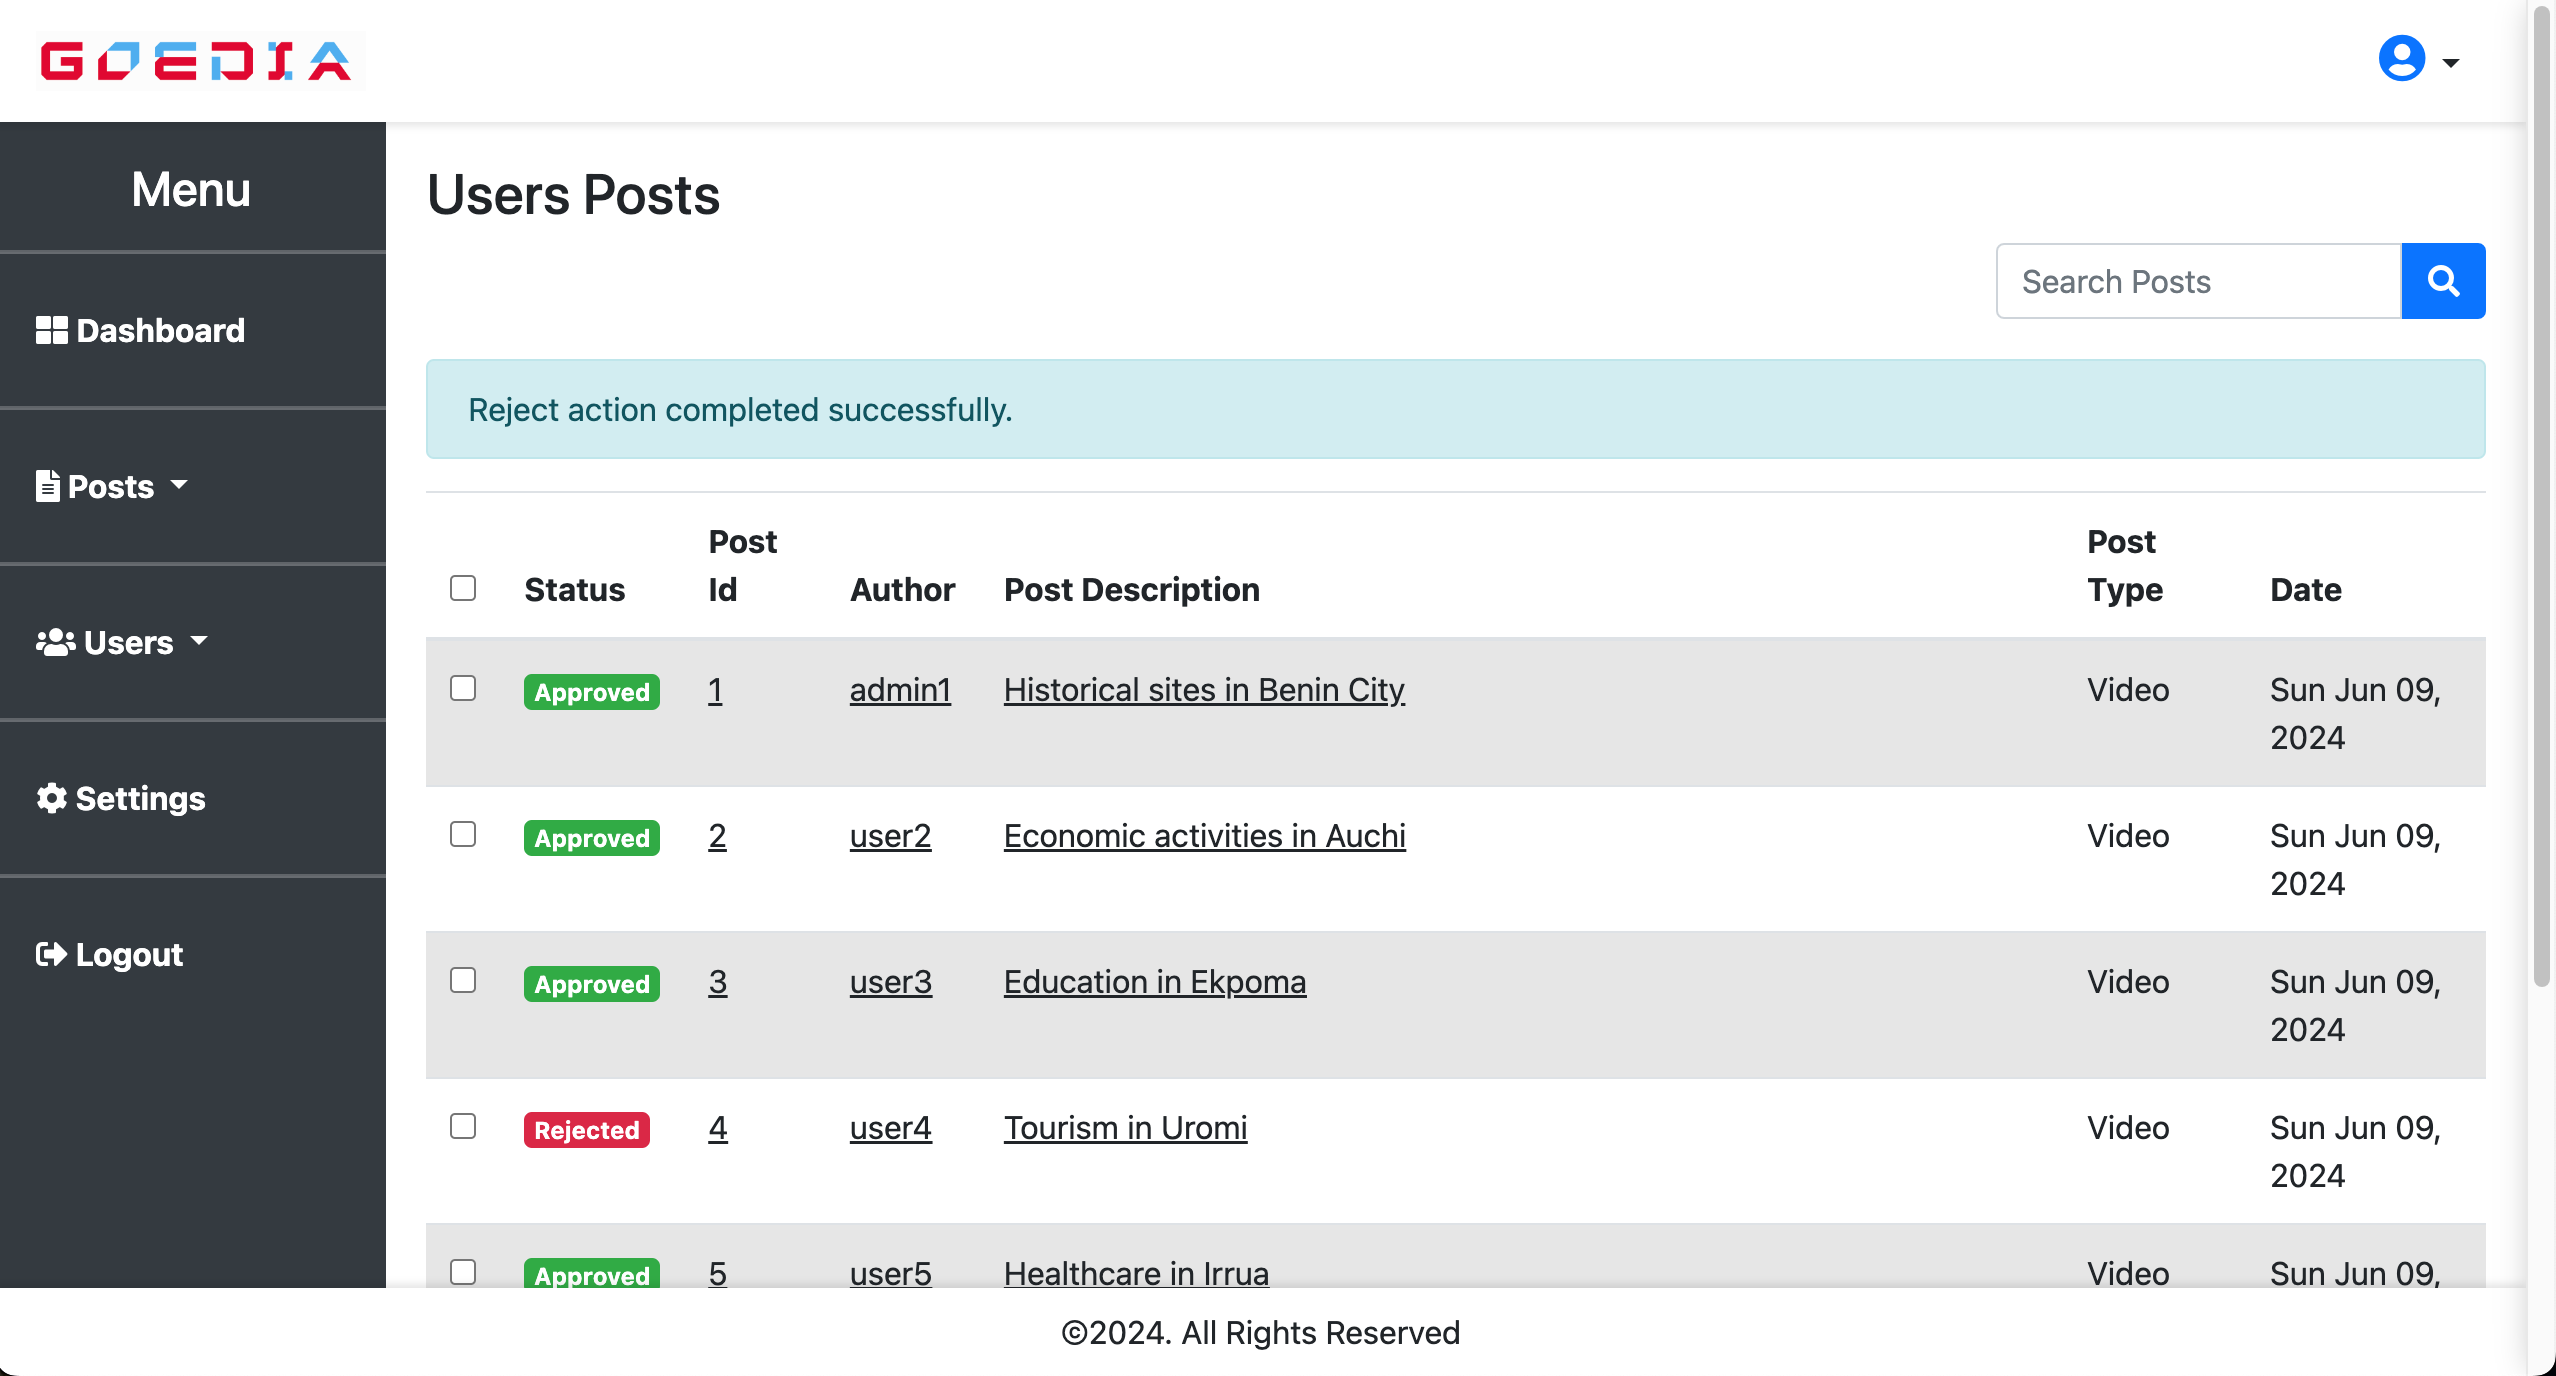 GOEDIA
Menu
Dashboard
Posts
Users
Settings
Logout
Users Posts
Search Posts
Reject action completed successfully.
Status Post Id Author Post Description Post Type Date
Approved 1 admin1 Historical sites in Benin City Video Sun Jun 09, 2024
Approved 2 user2 Economic activities in Auchi Video Sun Jun 09, 2024
Approved 3 user3 Education in Ekpoma Video Sun Jun 09, 2024
Rejected 4 user4 Tourism in Uromi Video Sun Jun 09, 2024
Approved 5 user5 Healthcare in Irrua Video Sun Jun 09,
©2024. All Rights Reserved